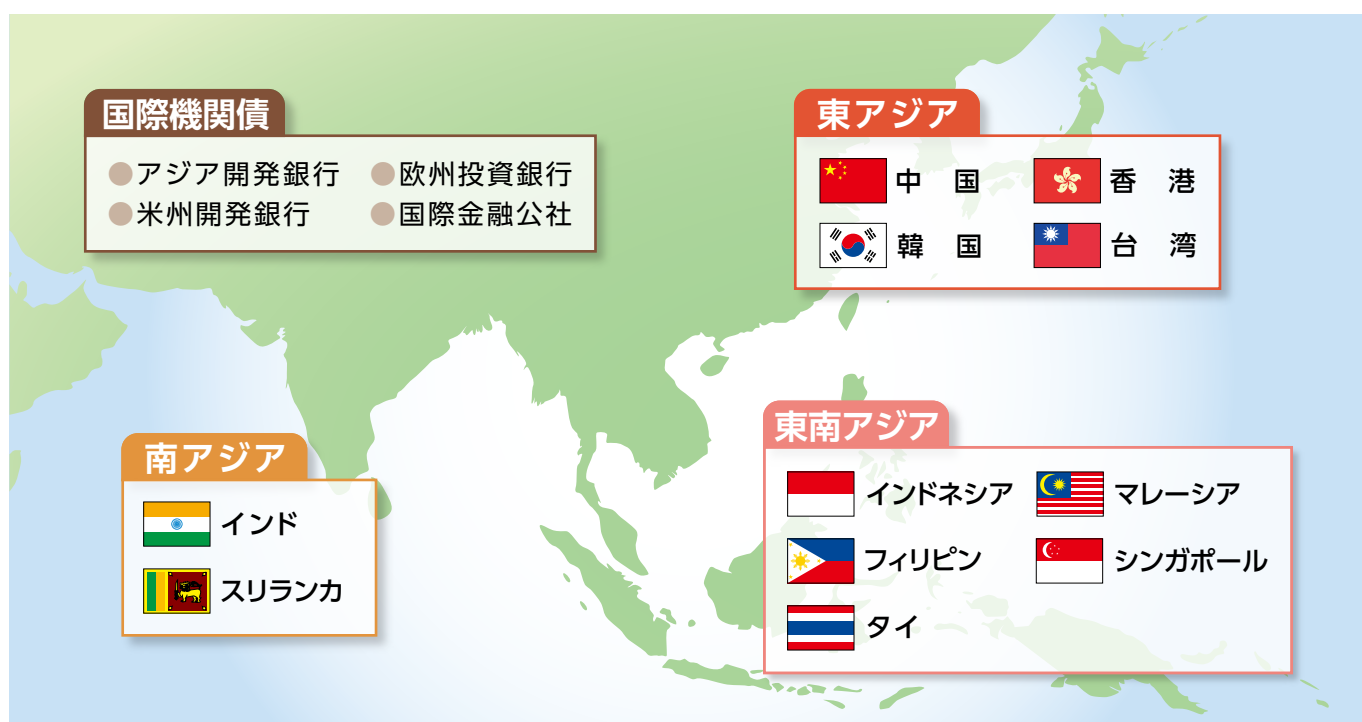 国際機関債
●アジア開発銀行 ●欧州投資銀行
●米州開発銀行 ●国際金融公社
東アジア
中 国 香 港
韓 国 台 湾
南アジア
インド
スリランカ
東南アジア
インドネシア マレーシア
フィリピン シンガポール
タイ